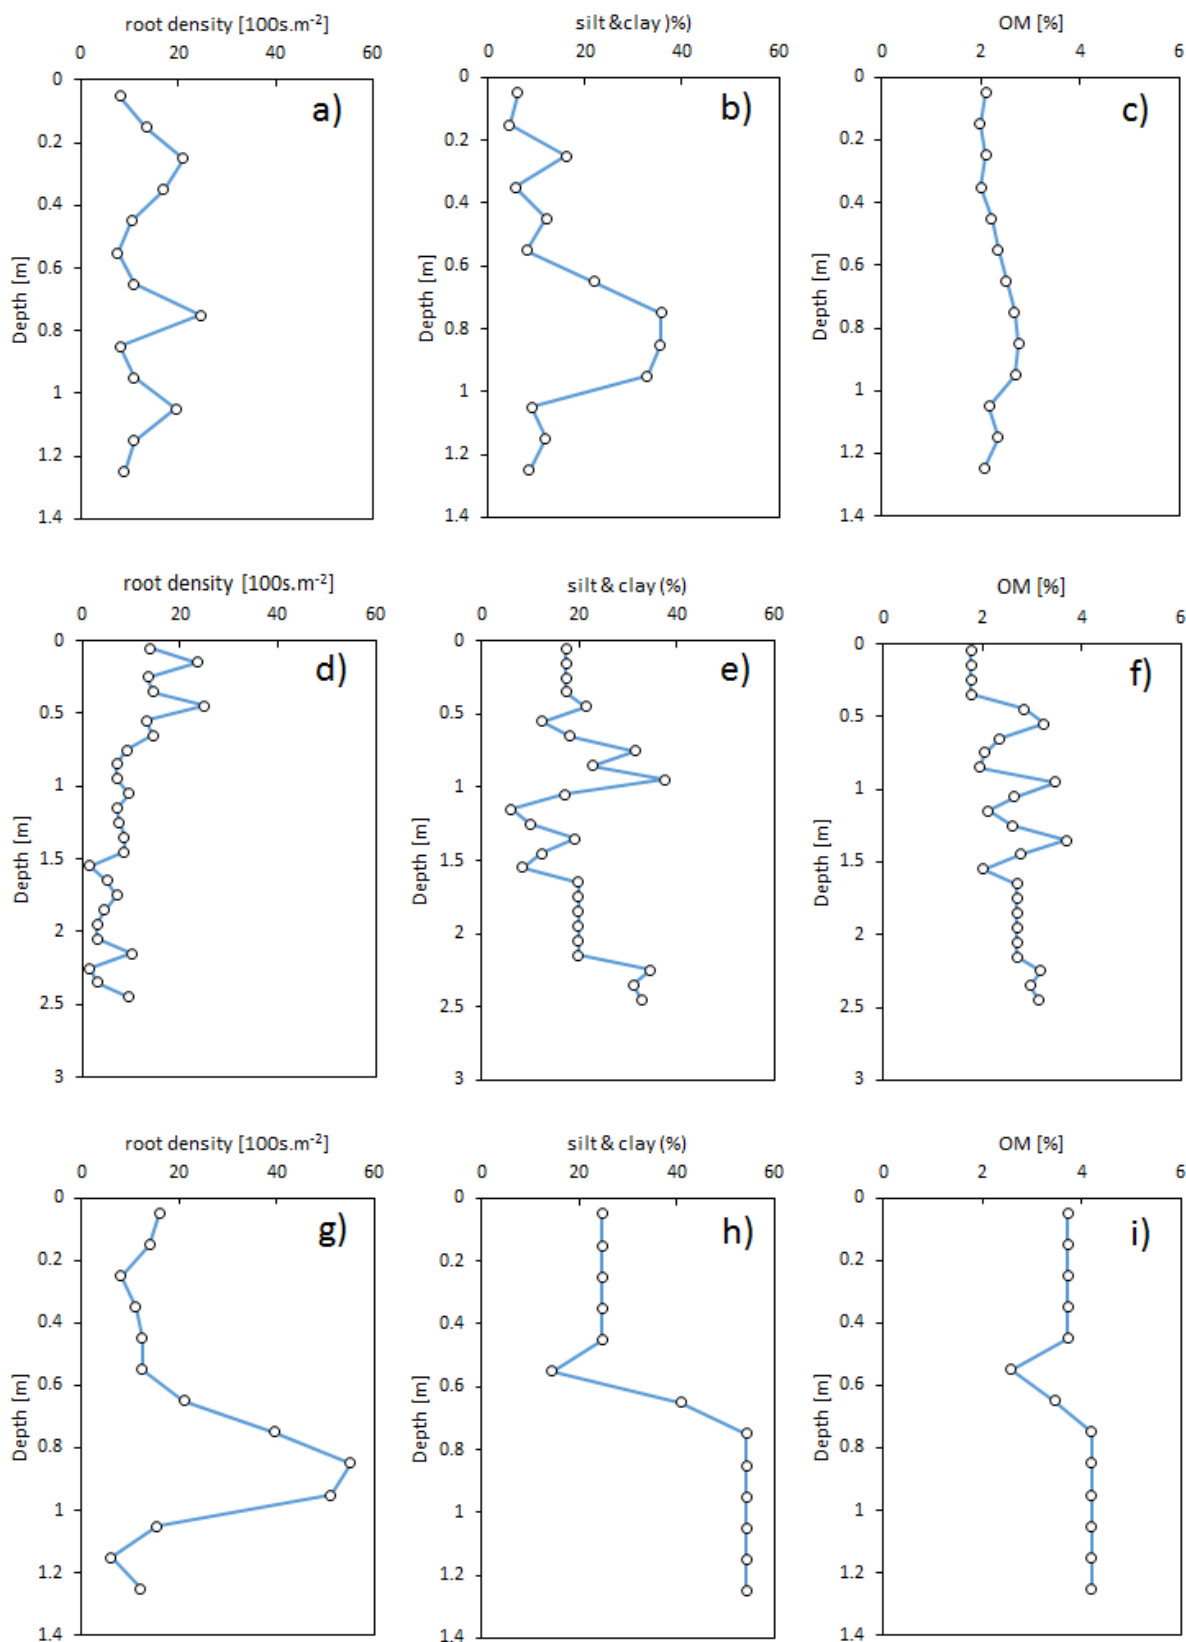 root density [100s.m⁻²]
0 20 40 60
0
0.2
0.4
0.6
0.8
1
1.2
1.4
Depth [m]
a)
silt&clay)%)
0 20 40 60
0
0.2
0.4
0.6
0.8
1
1.2
1.4
Depth [m]
b)
OM [%]
0 2 4 6
0
0.2
0.4
0.6
0.8
1
1.2
1.4
Depth [m]
c)
root density [100s.m⁻²]
0 20 40 60
0
0.5
1
1.5
2
2.5
3
Depth [m]
d)
silt&clay(%)
0 20 40 60
0
0.5
1
1.5
2
2.5
3
Depth [m]
e)
OM [%]
0 2 4 6
0
0.5
1
1.5
2
2.5
3
Depth [m]
f)
root density [100s.m⁻²]
0 20 40 60
0
0.2
0.4
0.6
0.8
1
1.2
1.4
Depth [m]
g)
silt&clay(%)
0 20 40 60
0
0.2
0.4
0.6
0.8
1
1.2
1.4
Depth [m]
h)
OM [%]
0 2 4 6
0
0.2
0.4
0.6
0.8
1
1.2
1.4
Depth [m]
i)